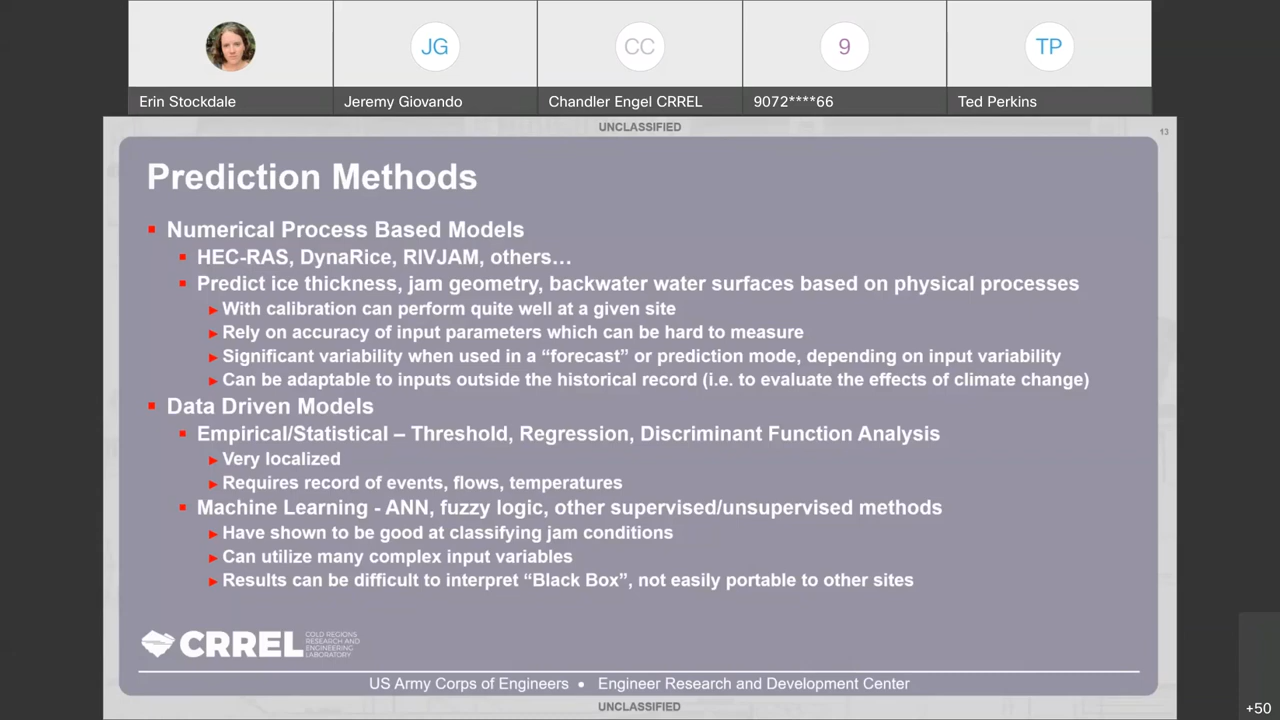 JG
CC
9
TP
Erin Stockdale
Jeremy Giovando
Chandler Engel CRREL
9072****66
Ted Perkins
UNCLASSIFIED
13
Prediction Methods
Numerical Process Based Models
HEC-RAS, DynaRice, RIVJAM, others…
Predict ice thickness, jam geometry, backwater water surfaces based on physical processes
With calibration can perform quite well at a given site
Rely on accuracy of input parameters which can be hard to measure
Significant variability when used in a “forecast” or prediction mode, depending on input variability
Can be adaptable to inputs outside the historical record (i.e. to evaluate the effects of climate change)
Data Driven Models
Empirical/Statistical – Threshold, Regression, Discriminant Function Analysis
Very localized
Requires record of events, flows, temperatures
Machine Learning - ANN, fuzzy logic, other supervised/unsupervised methods
Have shown to be good at classifying jam conditions
Can utilize many complex input variables
Results can be difficult to interpret “Black Box”, not easily portable to other sites
CRREL
COLD REGIONS
RESEARCH AND
ENGINEERING
LABORATORY
US Army Corps of Engineers • Engineer Research and Development Center
UNCLASSIFIED
+50